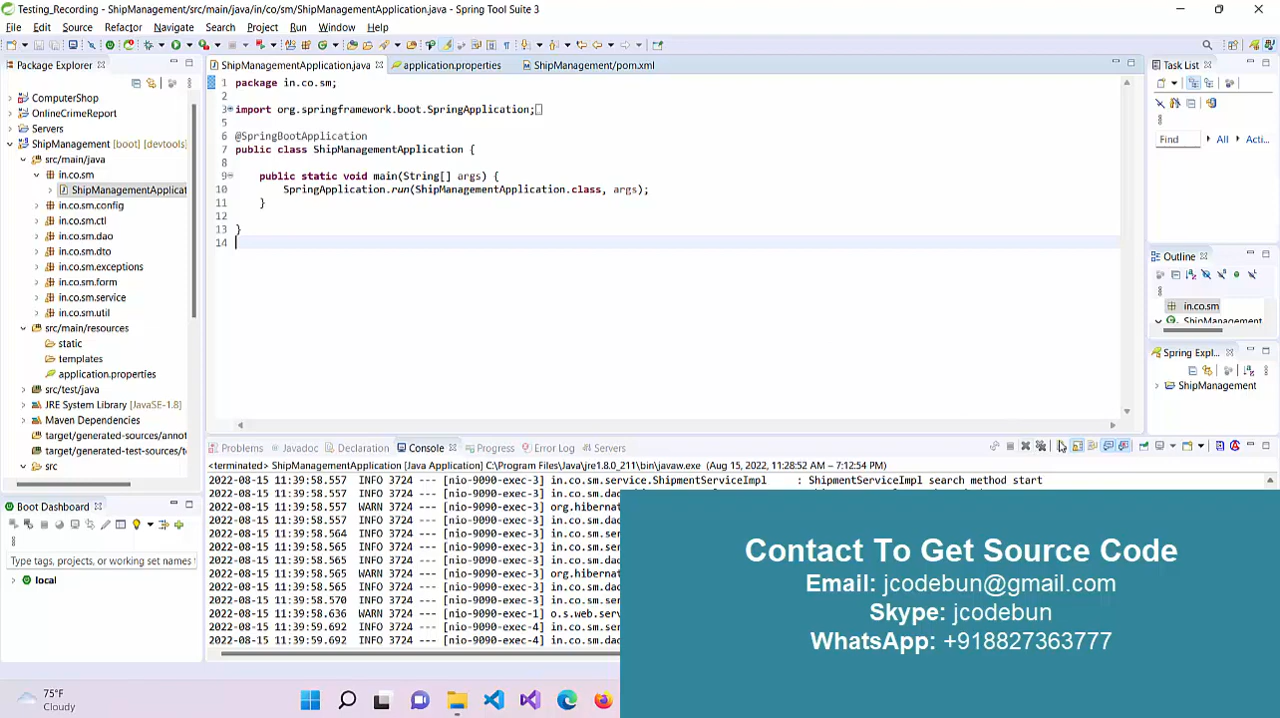 Testing_Recording - ShipManagement/src/main/java/in/co/sm/ShipManagementApplication.java - Spring Tool Suite 3
File Edit Source Refactor Navigate Search Project Run Window Help
Package Explorer
ComputerShop
OnlineCrimeReport
Servers
ShipManagement [boot] [devtools]
src/main/java
in.co.sm
ShipManagementApplicat
in.co.sm.config
in.co.sm.ctl
in.co.sm.dao
in.co.sm.dto
in.co.sm.exceptions
in.co.sm.form
in.co.sm.service
in.co.sm.util
src/main/resources
static
templates
application.properties
src/test/java
JRE System Library [JavaSE-1.8]
Maven Dependencies
target/generated-sources/annot
target/generated-test-sources/t
src
Boot Dashboard
Type tags, projects, or working set names
local
ShipManagementApplication.java application.properties ShipManagement/pom.xml
1 package in.co.sm;
2
3 import org.springframework.boot.SpringApplication;
5
6 @SpringBootApplication
7 public class ShipManagementApplication {
8
9 public static void main(String[] args) {
10 SpringApplication.run(ShipManagementApplication.class, args);
11 }
12
13 }
14
Task List
Find All Acti...
Outline
in.co.sm
ShipManagement
Spring Expl...
ShipManagement
Problems Javadoc Declaration Console Progress Error Log Servers
<terminated> ShipManagementApplication [Java Application] C:\Program Files\Java\jre1.8.0_211\bin\javaw.exe (Aug 15, 2022, 11:28:52 AM - 7:12:54 PM)
2022-08-15 11:39:58.557 INFO 3724 --- [nio-9090-exec-3] in.co.sm.service.ShipmentServiceImpl : ShipmentServiceImpl search method start
2022-08-15 11:39:58.557 INFO 3724 --- [nio-9090-exec-3] in.co.sm.dao
2022-08-15 11:39:58.557 WARN 3724 --- [nio-9090-exec-3] org.hibernat
2022-08-15 11:39:58.557 INFO 3724 --- [nio-9090-exec-3] in.co.sm.dao
2022-08-15 11:39:58.564 INFO 3724 --- [nio-9090-exec-3] in.co.sm.ser
2022-08-15 11:39:58.565 INFO 3724 --- [nio-9090-exec-3] in.co.sm.ser
2022-08-15 11:39:58.565 INFO 3724 --- [nio-9090-exec-3] in.co.sm.dao
2022-08-15 11:39:58.565 WARN 3724 --- [nio-9090-exec-3] org.hibernat
2022-08-15 11:39:58.565 INFO 3724 --- [nio-9090-exec-3] in.co.sm.dao
2022-08-15 11:39:58.570 INFO 3724 --- [nio-9090-exec-3] in.co.sm.ser
2022-08-15 11:39:58.636 WARN 3724 --- [nio-9090-exec-1] o.s.web.serv
2022-08-15 11:39:59.692 INFO 3724 --- [nio-9090-exec-4] in.co.sm.dao
2022-08-15 11:39:59.692 INFO 3724 --- [nio-9090-exec-4] in.co.sm.dao
Contact To Get Source Code
Email: jcodebun@gmail.com
Skype: jcodebun
WhatsApp: +918827363777
75°F
Cloudy